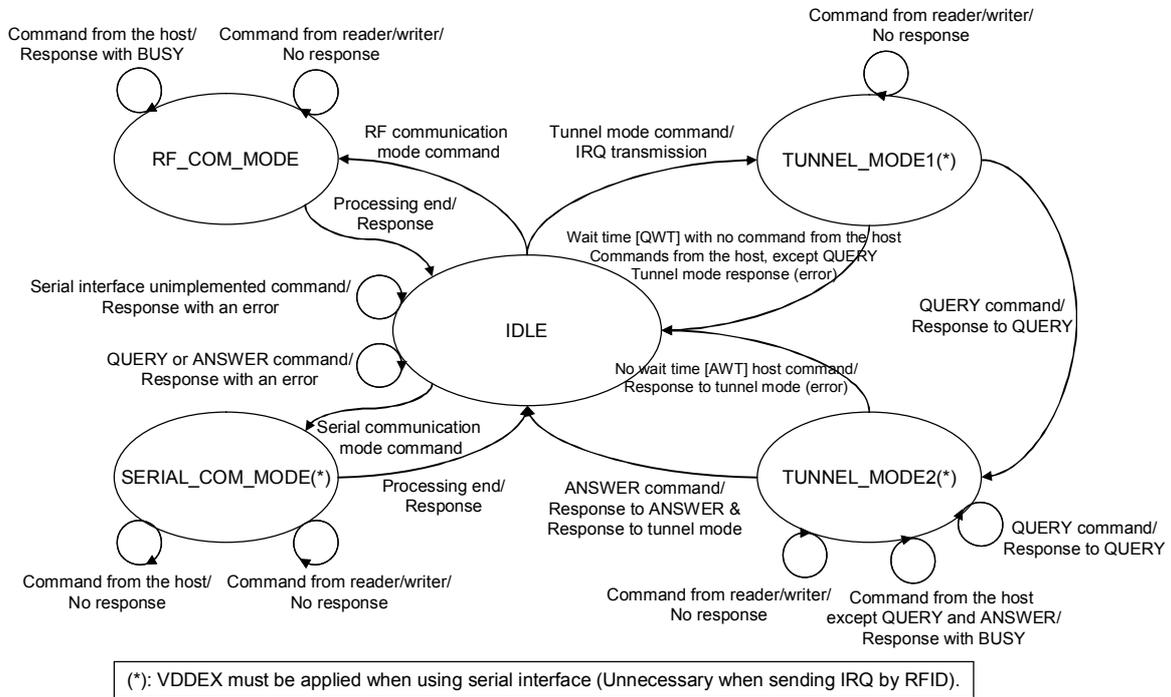 Command from the host/
Response with BUSY
Command from reader/writer/
No response
Command from reader/writer/
No response
RF_COM_MODE
RF communication
mode command
Tunnel mode command/
IRQ transmission
TUNNEL_MODE1(*)
Processing end/
Response
Wait time [QWT] with no command from the host
Commands from the host, except QUERY
Tunnel mode response (error)
Serial interface unimplemented command/
Response with an error
IDLE
QUERY command/
Response to QUERY
QUERY or ANSWER command/
Response with an error
No wait time [AWT] host command/
Response to tunnel mode (error)
Serial communication
mode command
SERIAL_COM_MODE(*)
Processing end/
Response
ANSWER command/
Response to ANSWER &
Response to tunnel mode
TUNNEL_MODE2(*)
QUERY command/
Response to QUERY
Command from the host/
No response
Command from reader/writer/
No response
Command from reader/writer/
No response
Command from the host
except QUERY and ANSWER/
Response with BUSY
(*): VDDEX must be applied when using serial interface (Unnecessary when sending IRQ by RFID).